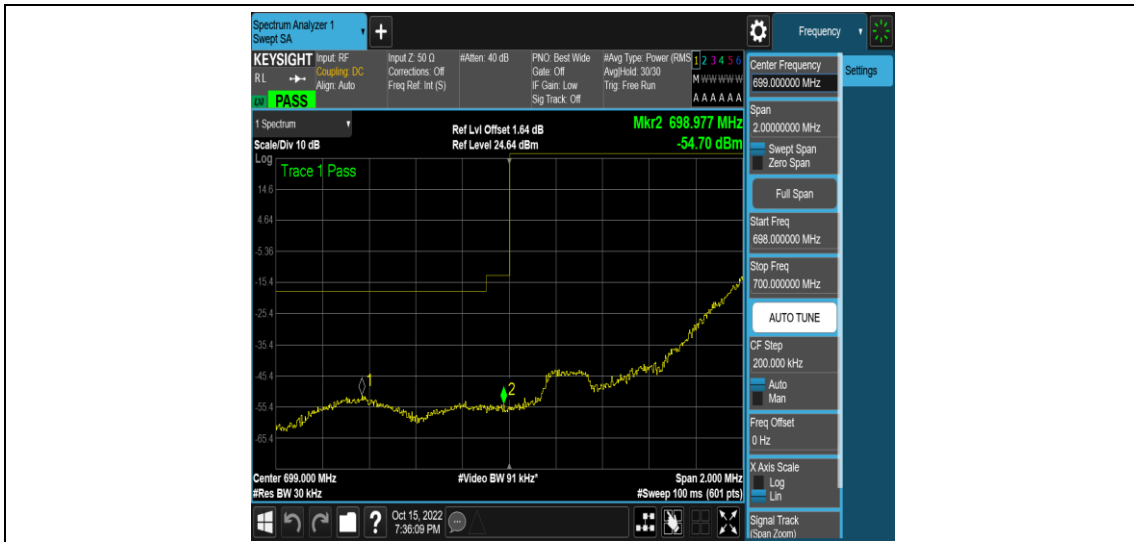 Spectrum Analyzer 1
Swept SA
+
Frequency
KEYSIGHT
RL
PASS
Input: RF
Coupling: DC
Align: Auto
Input Z: 50 Ω
Corrections: Off
Freq Ref: Int (S)
#Atten: 40 dB
PNO: Best Wide
Gate: Off
IF Gain: Low
Sig Track: Off
#Avg Type: Power (RMS
Avg|Hold: 30/30
Trig: Free Run
1 2 3 4 5 6
M W W W W W
A A A A A A
1 Spectrum
Scale/Div 10 dB
Ref Lvl Offset 1.64 dB
Ref Level 24.64 dBm
Mkr2 698.977 MHz
-54.70 dBm
Log
Trace 1 Pass
14.6
4.64
-5.36
-15.4
-25.4
-35.4
-45.4
-55.4
-65.4
1
2
Center 699.000 MHz
#Res BW 30 kHz
#Video BW 91 kHz*
Span 2.000 MHz
#Sweep 100 ms (601 pts)
Center Frequency
699.000000 MHz
Settings
Span
2.00000000 MHz
Swept Span
Zero Span
Full Span
Start Freq
698.000000 MHz
Stop Freq
700.000000 MHz
AUTO TUNE
CF Step
200.000 kHz
Auto
Man
Freq Offset
0 Hz
X Axis Scale
Log
Lin
Signal Track
(Span Zoom)
?
Oct 15, 2022
7:36:09 PM